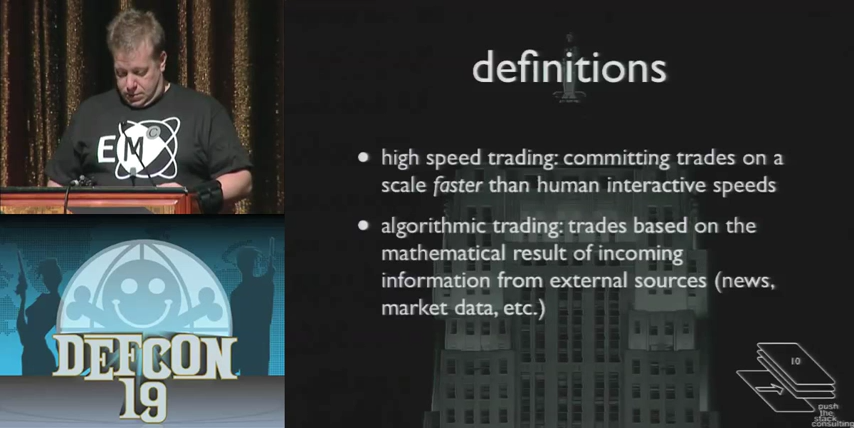 definitions
• high speed trading: committing trades on a
scale faster than human interactive speeds
• algorithmic trading: trades based on the
mathematical result of incoming
information from external sources (news,
market data, etc.)
10
push
the
stack
consulting
EMC
DEFCON
19